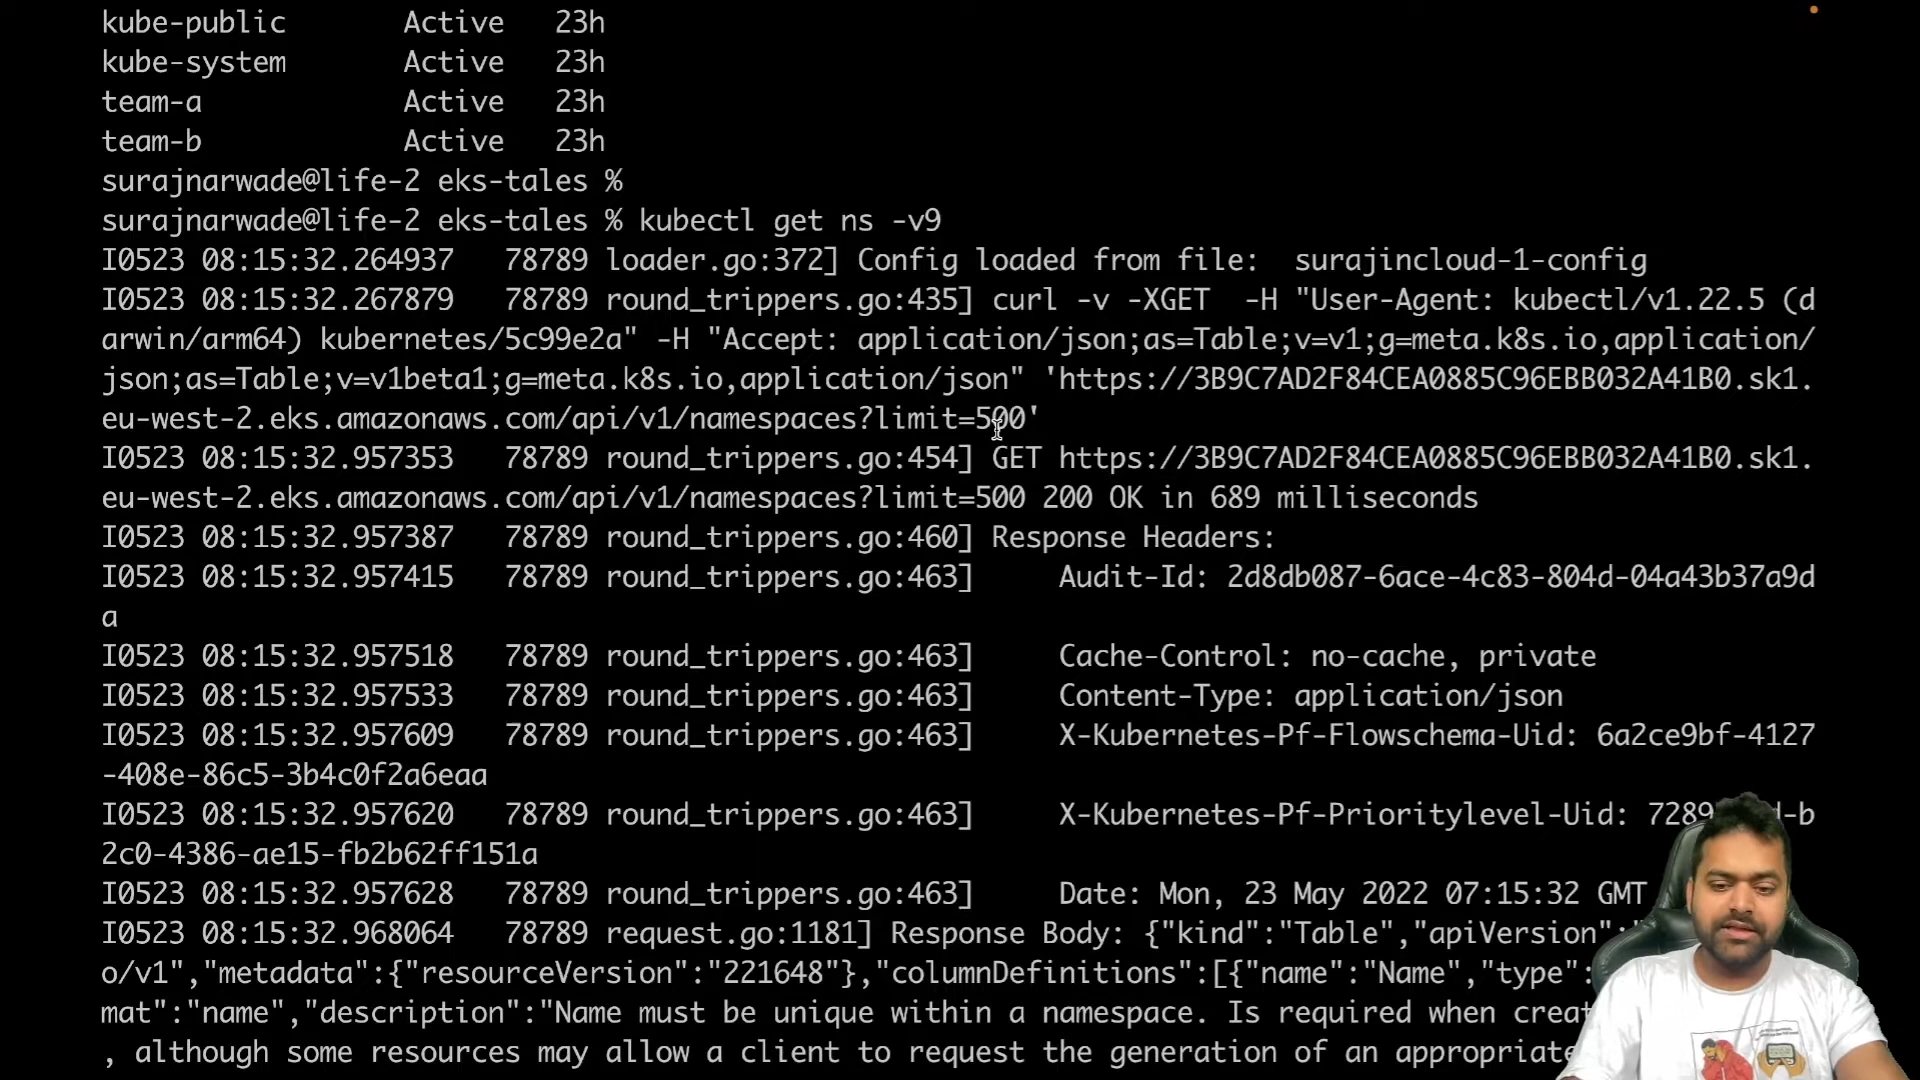 kube-public Active 23h
kube-system Active 23h
team-a Active 23h
team-b Active 23h
surajnarwade@life-2 eks-tales %
surajnarwade@life-2 eks-tales % kubectl get ns -v9
I0523 08:15:32.264937 78789 loader.go:372] Config loaded from file: surajincloud-1-config
I0523 08:15:32.267879 78789 round_trippers.go:435] curl -v -XGET -H "User-Agent: kubectl/v1.22.5 (d
arwin/arm64) kubernetes/5c99e2a" -H "Accept: application/json;as=Table;v=v1;g=meta.k8s.io,application/
json;as=Table;v=v1beta1;g=meta.k8s.io,application/json" 'https://3B9C7AD2F84CEA0885C96EBB032A41B0.sk1.
eu-west-2.eks.amazonaws.com/api/v1/namespaces?limit=500'
I0523 08:15:32.957353 78789 round_trippers.go:454] GET https://3B9C7AD2F84CEA0885C96EBB032A41B0.sk1.
eu-west-2.eks.amazonaws.com/api/v1/namespaces?limit=500 200 OK in 689 milliseconds
I0523 08:15:32.957387 78789 round_trippers.go:460] Response Headers:
I0523 08:15:32.957415 78789 round_trippers.go:463] Audit-Id: 2d8db087-6ace-4c83-804d-04a43b37a9d
a
I0523 08:15:32.957518 78789 round_trippers.go:463] Cache-Control: no-cache, private
I0523 08:15:32.957533 78789 round_trippers.go:463] Content-Type: application/json
I0523 08:15:32.957609 78789 round_trippers.go:463] X-Kubernetes-Pf-Flowschema-Uid: 6a2ce9bf-4127
-408e-86c5-3b4c0f2a6eaa
I0523 08:15:32.957620 78789 round_trippers.go:463] X-Kubernetes-Pf-Prioritylevel-Uid:
2c0-4386-ae15-fb2b62ff151a
I0523 08:15:32.957628 78789 round_trippers.go:463] Date: Mon, 23 May 2022 07:15:32 GMT
I0523 08:15:32.968064 78789 request.go:1181] Response Body: {"kind":"Table","apiVersion":
o/v1","metadata":{"resourceVersion":"221648"},"columnDefinitions":[{"name":"Name","type":
mat":"name","description":"Name must be unique within a namespace. Is required when
, although some resources may allow a client to request the generation of an appropriate